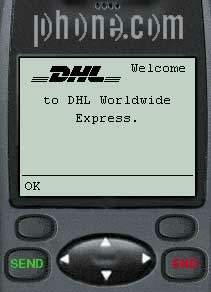 phone.com
DHL Welcome
to DHL Worldwide
Express.
OK
SEND
END